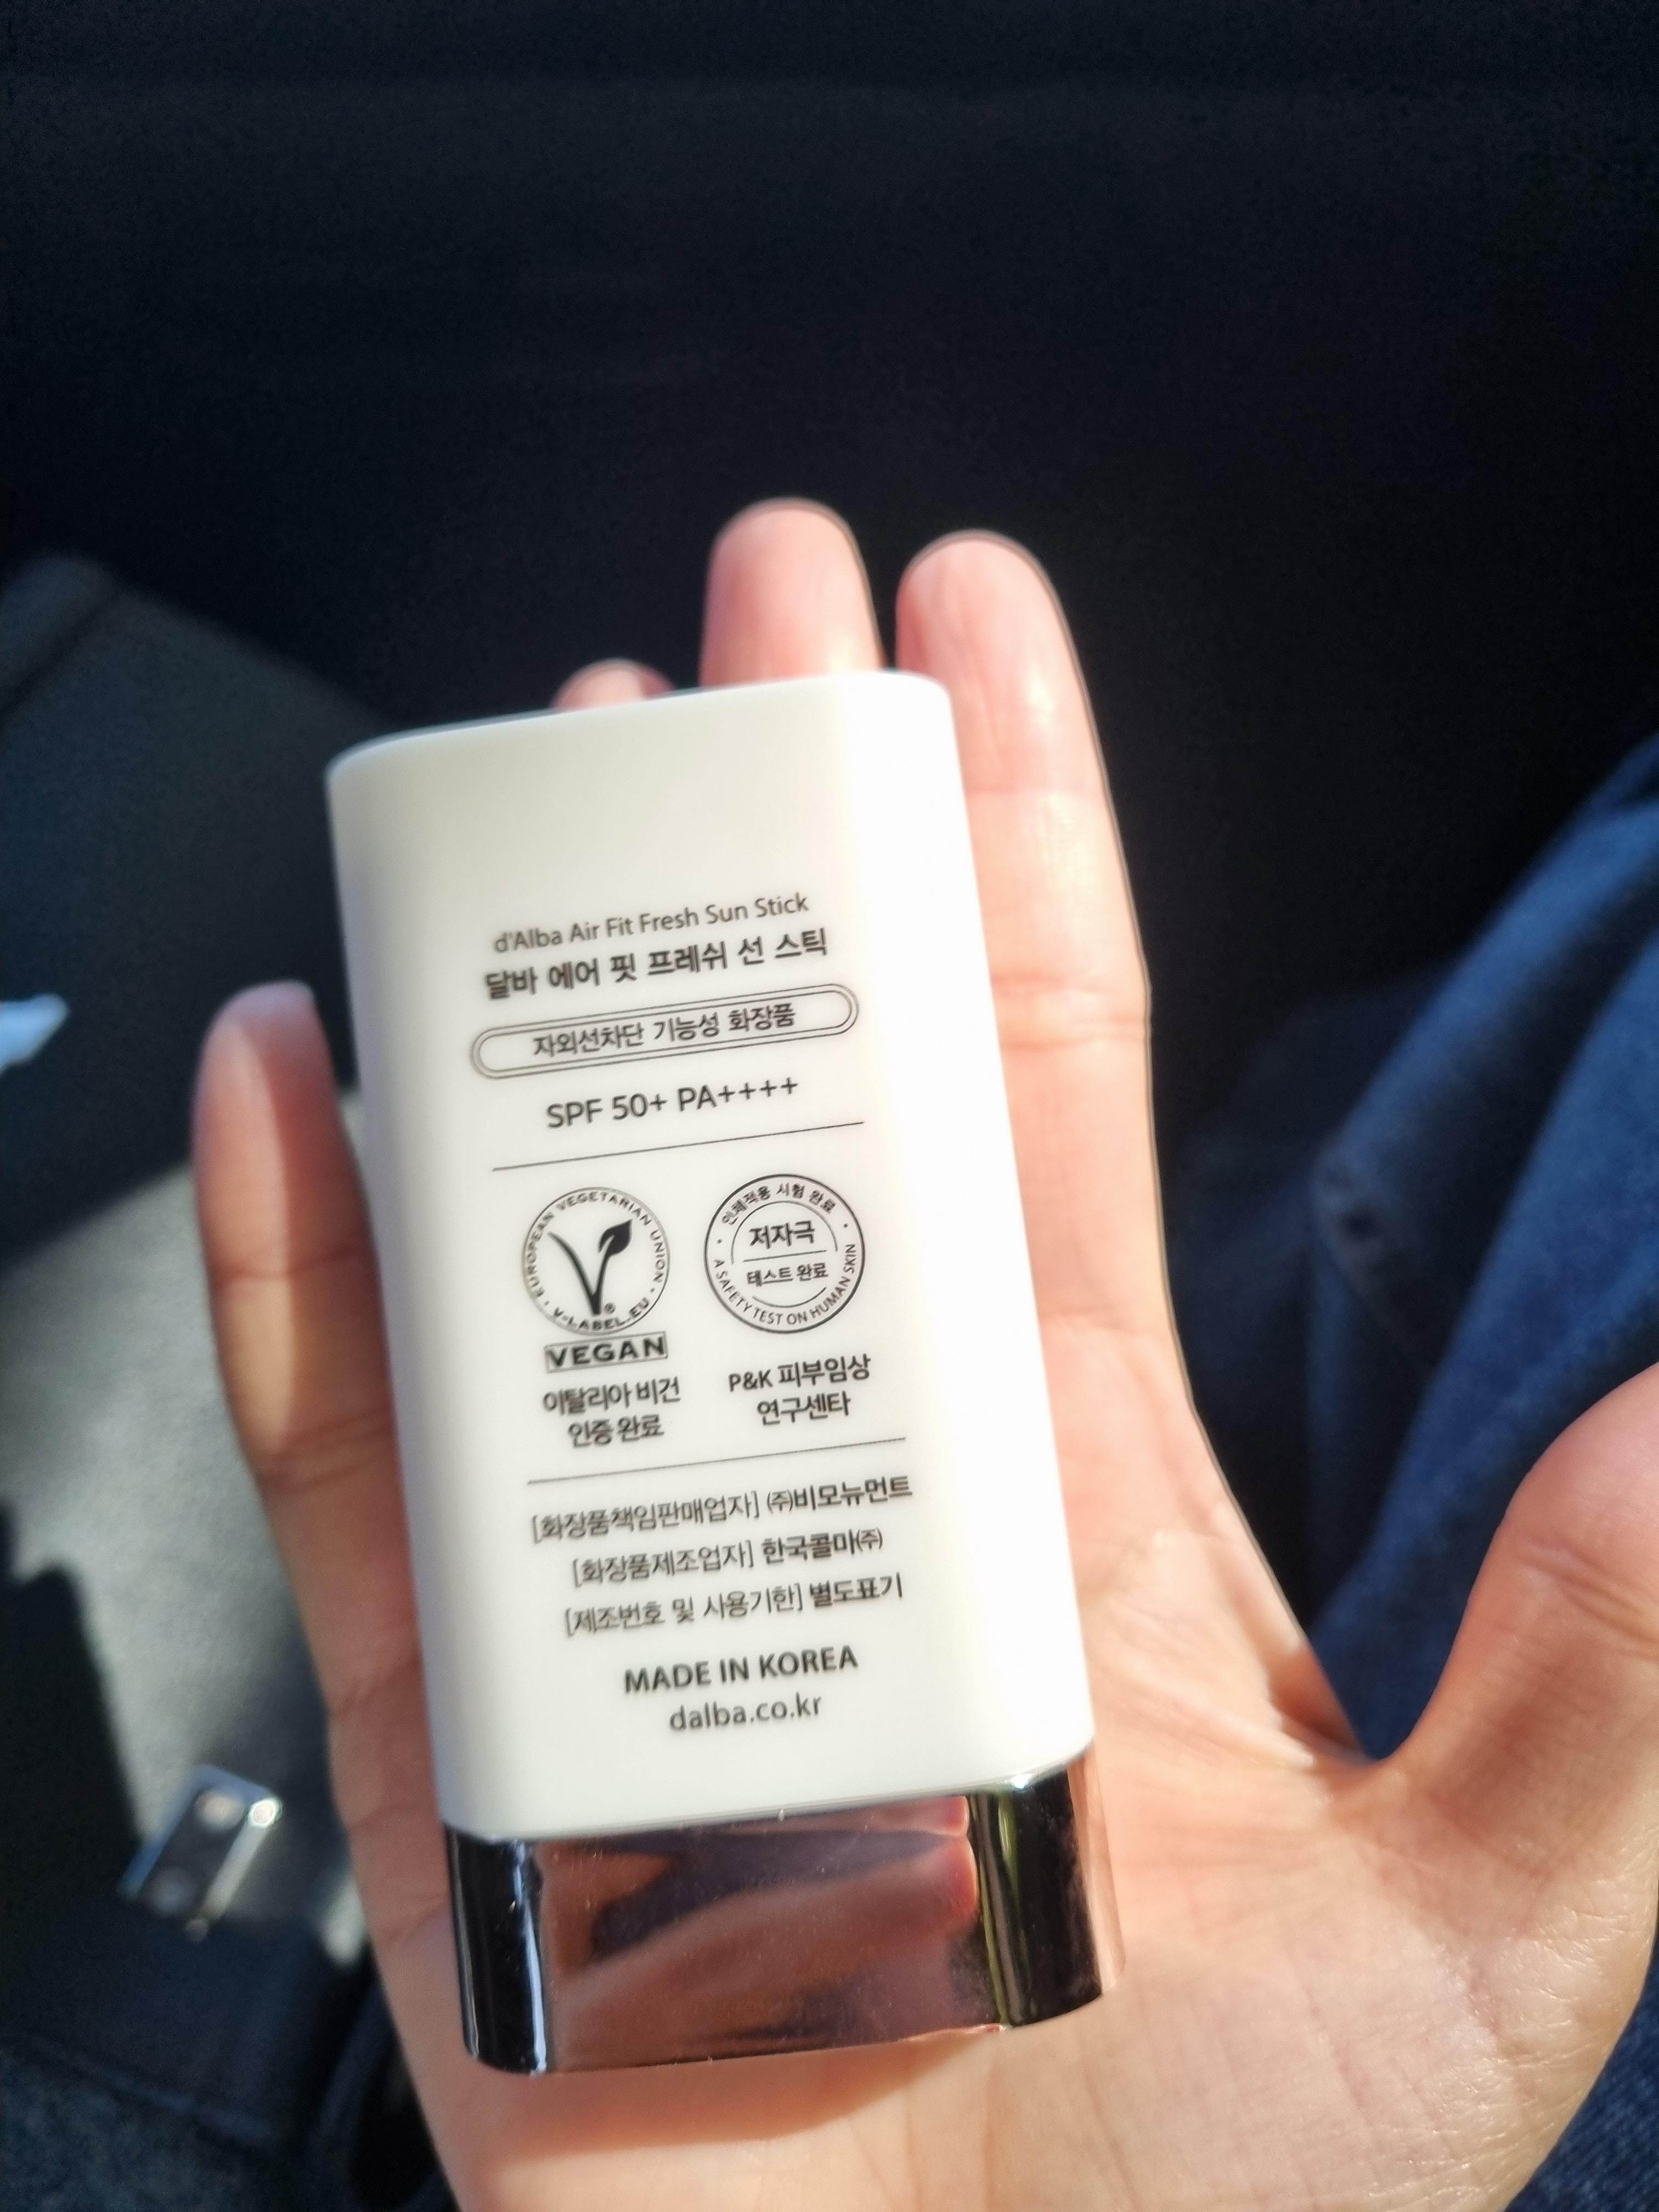 d'Alba Air Fit Fresh Sun Stick
달바 에어 핏 프레쉬 선 스틱
자외선차단 기능성 화장품
SPF 50+ PA++++
· EUROPEAN VEGETARIAN UNION ·
V-LABEL.EU
®
VEGAN
이탈리아 비건
인증 완료
· 인체적용 시험 완료 ·
저자극
테스트 완료
A SAFETY TEST ON HUMAN SKIN
P&K 피부임상
연구센타
[화장품책임판매업자] ㈜비모뉴먼트
[화장품제조업자] 한국콜마㈜
[제조번호 및 사용기한] 별도표기
MADE IN KOREA
dalba.co.kr